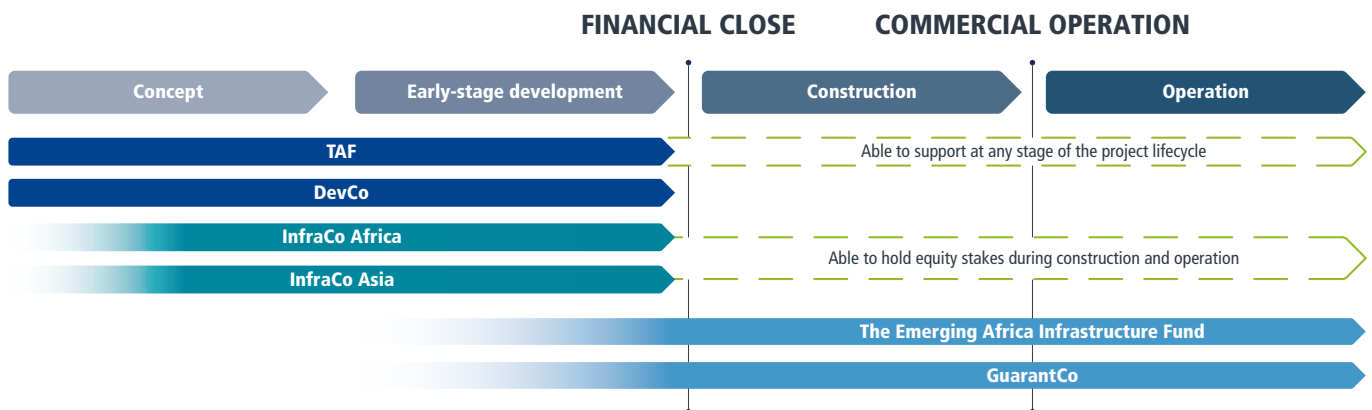 FINANCIAL CLOSE
COMMERCIAL OPERATION
Concept
Early-stage development
Construction
Operation
TAF
Able to support at any stage of the project lifecycle
DevCo
InfraCo Africa
Able to hold equity stakes during construction and operation
InfraCo Asia
The Emerging Africa Infrastructure Fund
GuarantCo